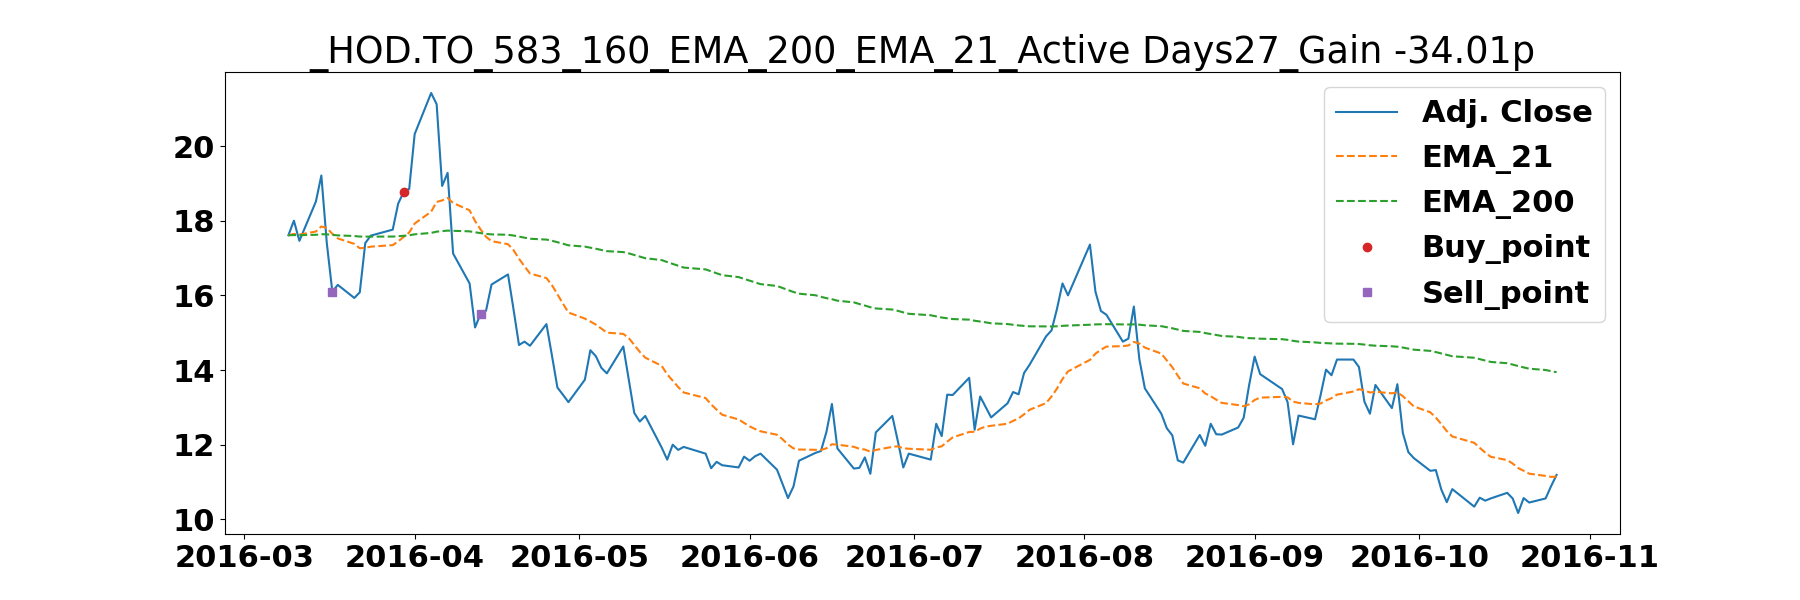 _HOD.TO_583_160_EMA_200_EMA_21_Active Days27_Gain -34.01p
Adj. Close
EMA_21
EMA_200
Buy_point
Sell_point
20
18
16
14
12
10
2016-03 2016-04 2016-05 2016-06 2016-07 2016-08 2016-09 2016-10 2016-11